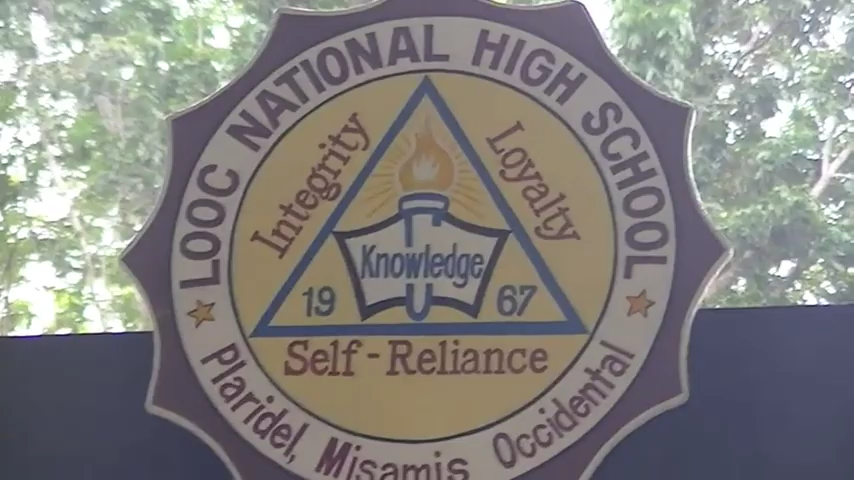 LOOC NATIONAL HIGH SCHOOL
Integrity
Loyalty
Knowledge
19 67
Self-Reliance
Plaridel, Misamis Occidental